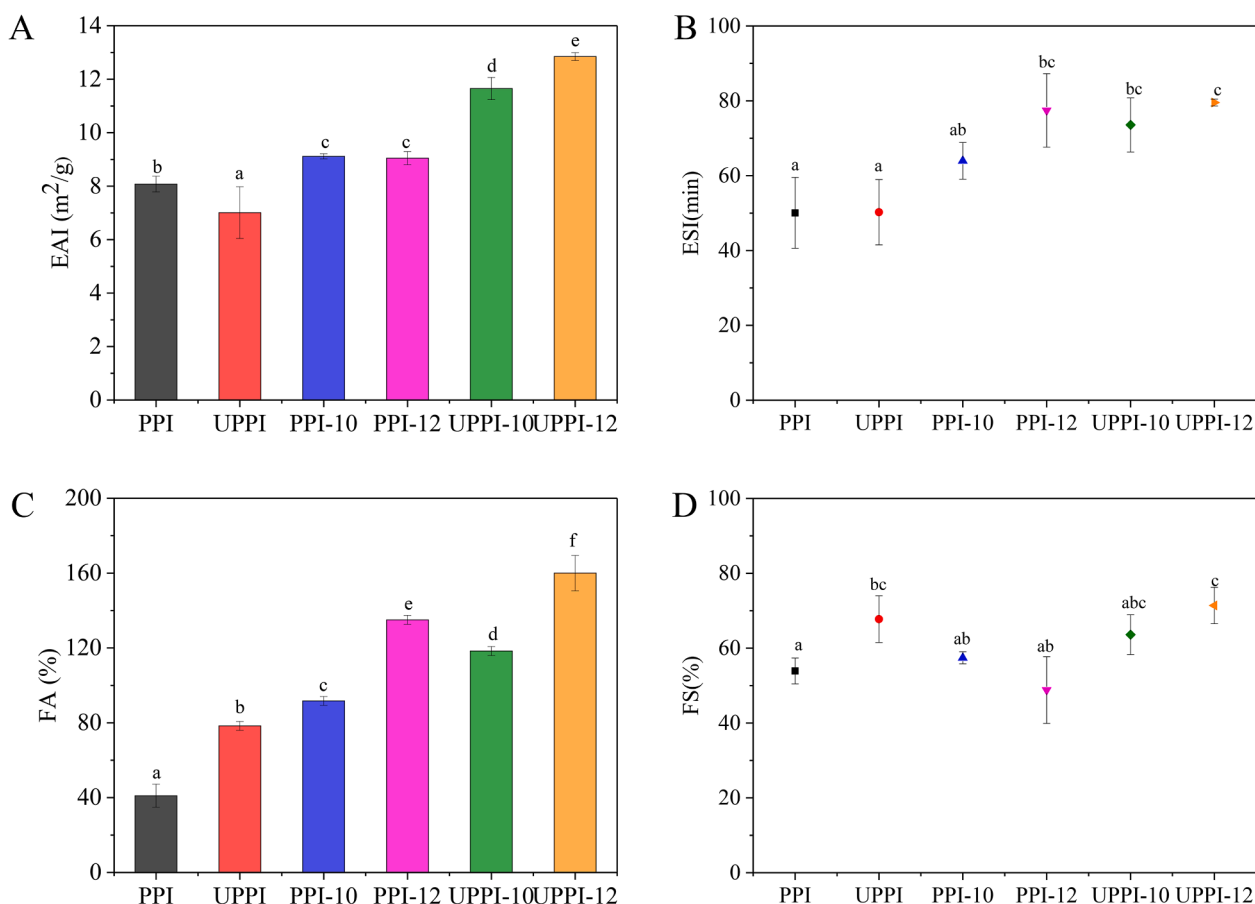 A
EAI (m²/g)
14
12
10
8
6
4
2
0
b
a
c
c
d
e
PPI UPPI PPI-10 PPI-12 UPPI-10 UPPI-12
B
ESI(min)
100
80
60
40
20
0
a
a
ab
bc
bc
c
PPI UPPI PPI-10 PPI-12 UPPI-10 UPPI-12
C
FA (%)
200
160
120
80
40
0
a
b
c
e
d
f
PPI UPPI PPI-10 PPI-12 UPPI-10 UPPI-12
D
FS(%)
100
80
60
40
20
0
a
bc
ab
ab
abc
c
PPI UPPI PPI-10 PPI-12 UPPI-10 UPPI-12